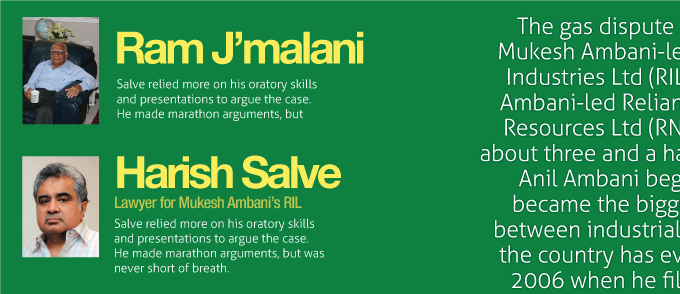 Ram J'malani
Salve relied more on his oratory skills
and presentations to argue the case.
He made marathon arguments, but
Harish Salve
Lawyer for Mukesh Ambani's RIL
Salve relied more on his oratory skills
and presentations to argue the case.
He made marathon arguments, but was
never short of breath.
The gas dispute
Mukesh Ambani-le
Industries Ltd (RIL
Ambani-led Relian
Resources Ltd (RN
about three and a ha
Anil Ambani beg
became the bigg
between industrial
the country has ev
2006 when he fil